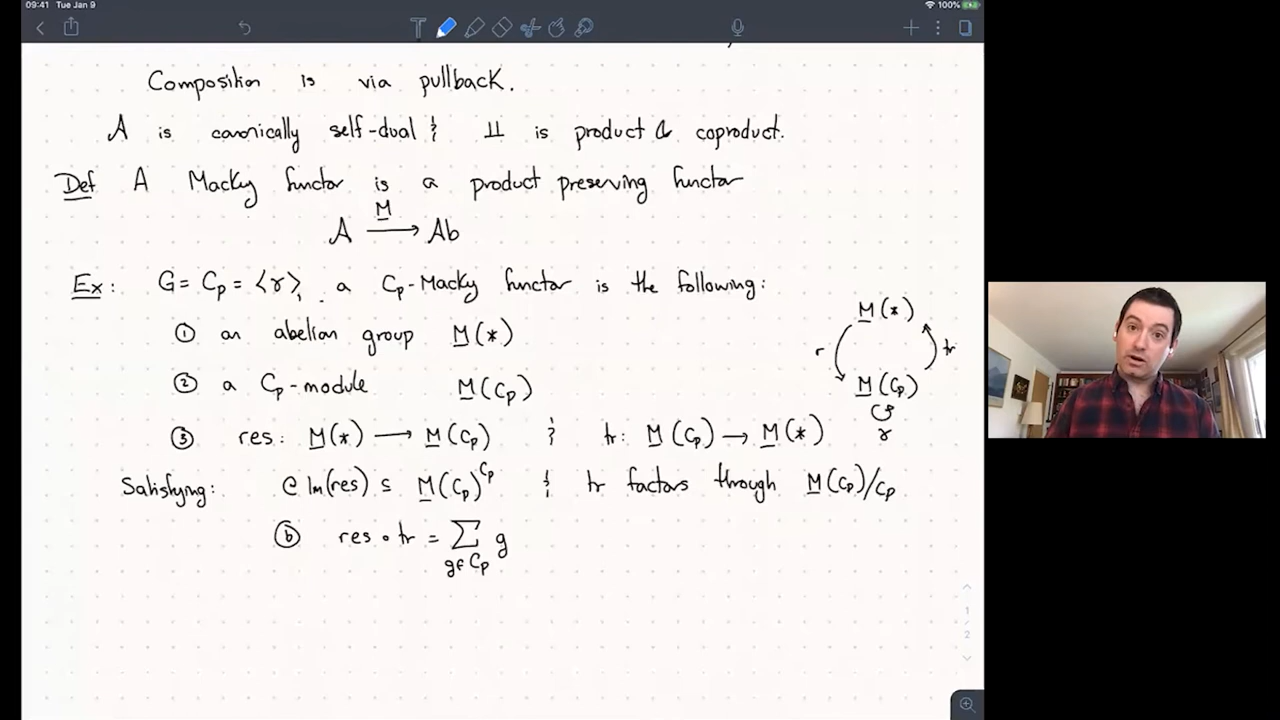 09:41 Tue Jan 9
100%
Composition is via pullback.
A is canonically self-dual & ⊔ is product & coproduct.
Def A Macky functor is a product preserving functor
A —M→ Ab
Ex: G = Cp = <γ>, a Cp-Macky functor is the following:
① an abelian group M(*)
② a Cp-module M(Cp)
③ res: M(*) → M(Cp) & tr: M(Cp) → M(*)
Satisfying: @ Im(res) ⊆ M(Cp)^Cp & tr factors through M(Cp)/Cp
ⓑ res ∘ tr = Σ g
g∈Cp
M(*)
r tr
M(Cp)
γ
1
/
2